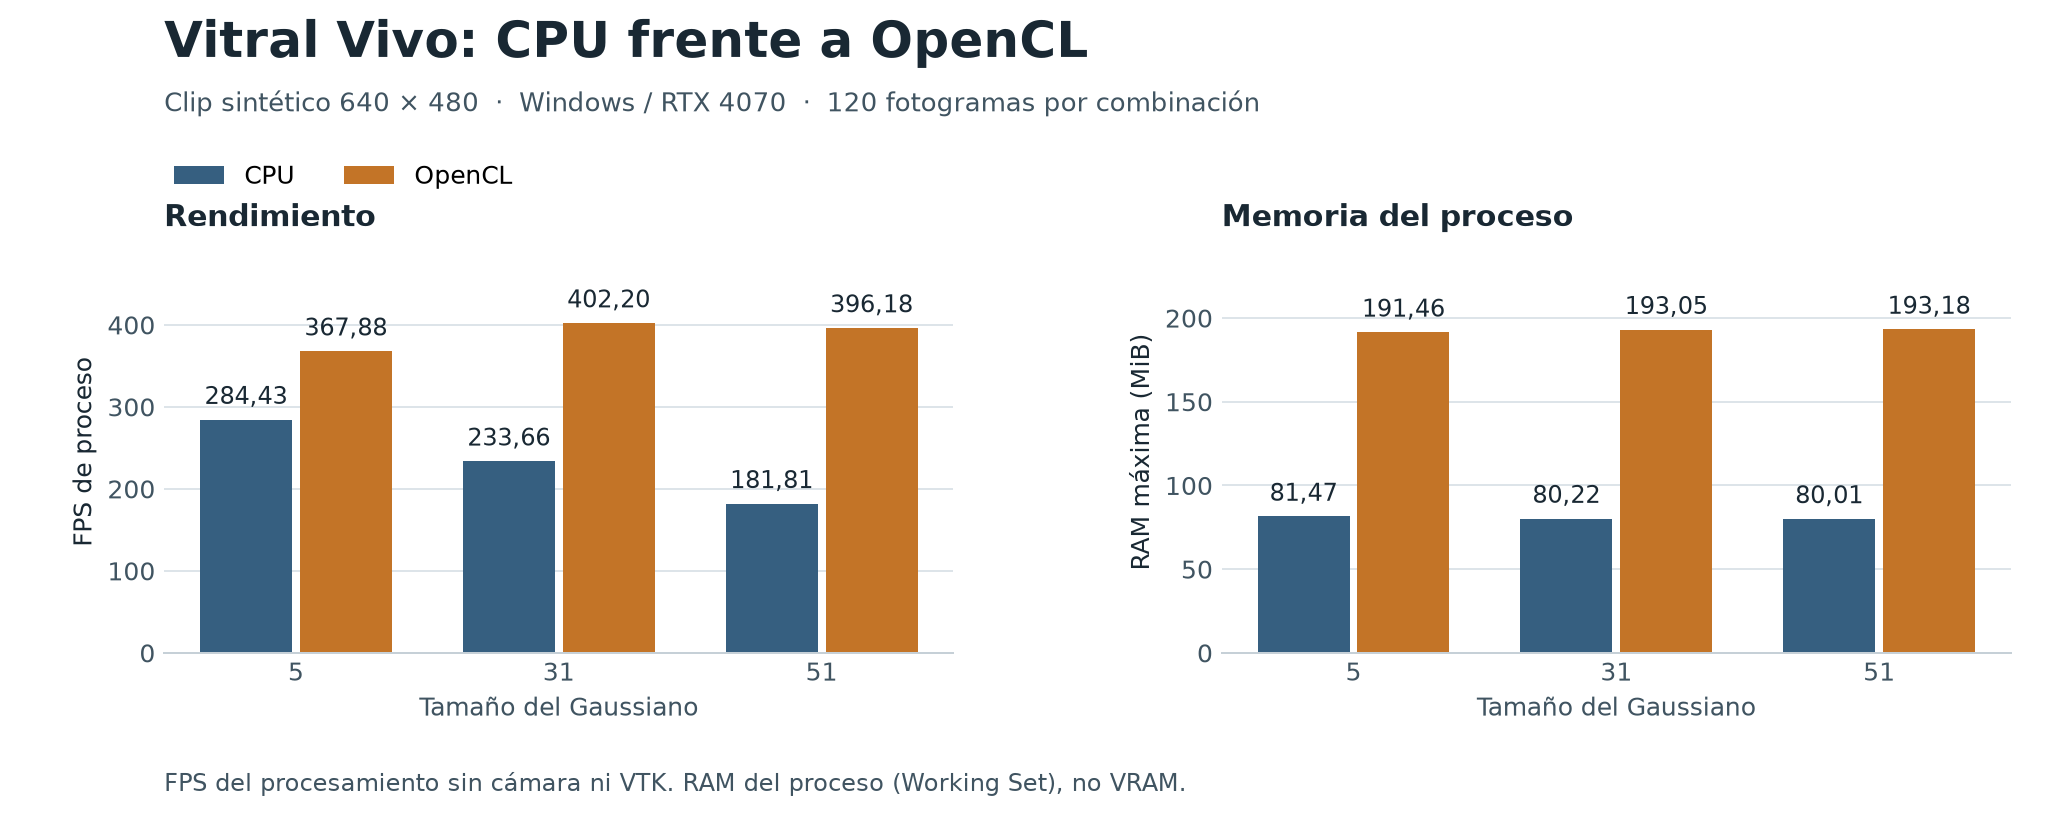 Vitral Vivo: CPU frente a OpenCL
Clip sintético 640 × 480 · Windows / RTX 4070 · 120 fotogramas por combinación
CPU OpenCL
Rendimiento
FPS de proceso
400
300
200
100
0
284,43
367,88
233,66
402,20
181,81
396,18
5 31 51
Tamaño del Gaussiano
Memoria del proceso
RAM máxima (MiB)
200
150
100
50
0
81,47
191,46
80,22
193,05
80,01
193,18
5 31 51
Tamaño del Gaussiano
FPS del procesamiento sin cámara ni VTK. RAM del proceso (Working Set), no VRAM.